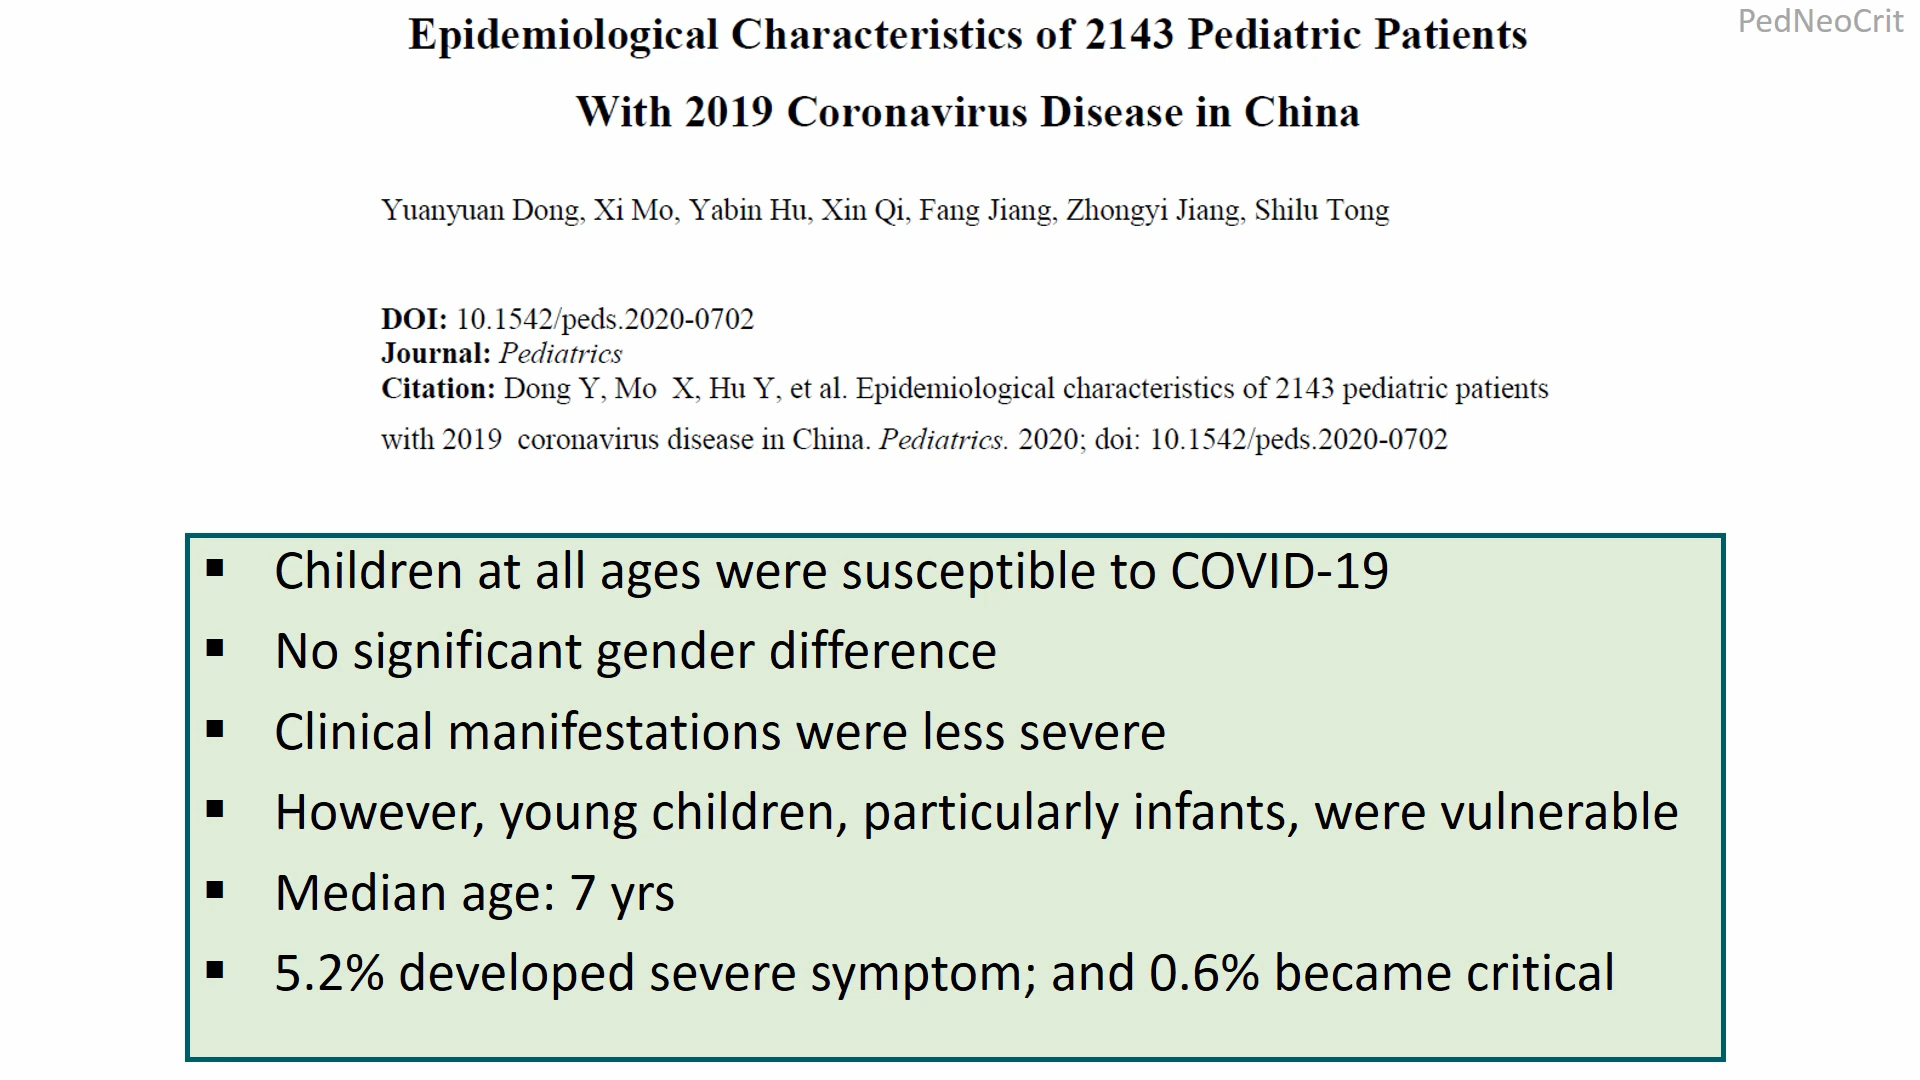 PedNeoCrit
Epidemiological Characteristics of 2143 Pediatric Patients
With 2019 Coronavirus Disease in China
Yuanyuan Dong, Xi Mo, Yabin Hu, Xin Qi, Fang Jiang, Zhongyi Jiang, Shilu Tong
DOI: 10.1542/peds.2020-0702
Journal: Pediatrics
Citation: Dong Y, Mo X, Hu Y, et al. Epidemiological characteristics of 2143 pediatric patients
with 2019 coronavirus disease in China. Pediatrics. 2020; doi: 10.1542/peds.2020-0702
▪ Children at all ages were susceptible to COVID-19
▪ No significant gender difference
▪ Clinical manifestations were less severe
▪ However, young children, particularly infants, were vulnerable
▪ Median age: 7 yrs
▪ 5.2% developed severe symptom; and 0.6% became critical